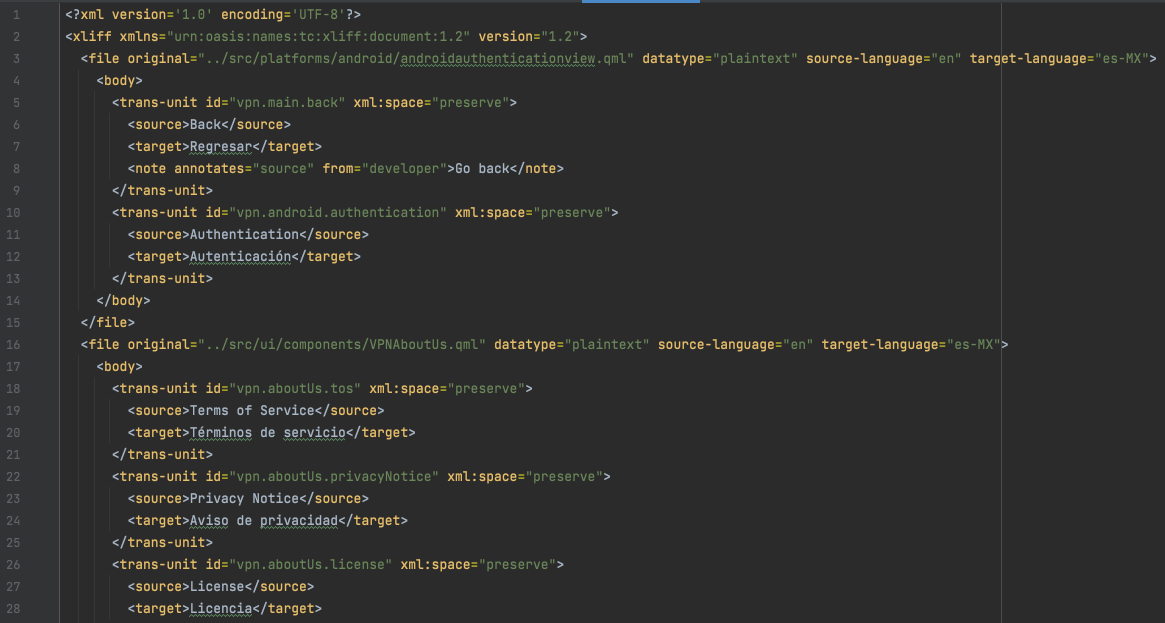 1 <?xml version='1.0' encoding='UTF-8'?>
2 <xliff xmlns="urn:oasis:names:tc:xliff:document:1.2" version="1.2">
3 <file original="../src/platforms/android/androidauthenticationview.qml" datatype="plaintext" source-language="en" target-language="es-MX">
4 <body>
5 <trans-unit id="vpn.main.back" xml:space="preserve">
6 <source>Back</source>
7 <target>Regresar</target>
8 <note annotates="source" from="developer">Go back</note>
9 </trans-unit>
10 <trans-unit id="vpn.android.authentication" xml:space="preserve">
11 <source>Authentication</source>
12 <target>Autenticación</target>
13 </trans-unit>
14 </body>
15 </file>
16 <file original="../src/ui/components/VPNAboutUs.qml" datatype="plaintext" source-language="en" target-language="es-MX">
17 <body>
18 <trans-unit id="vpn.aboutUs.tos" xml:space="preserve">
19 <source>Terms of Service</source>
20 <target>Términos de servicio</target>
21 </trans-unit>
22 <trans-unit id="vpn.aboutUs.privacyNotice" xml:space="preserve">
23 <source>Privacy Notice</source>
24 <target>Aviso de privacidad</target>
25 </trans-unit>
26 <trans-unit id="vpn.aboutUs.license" xml:space="preserve">
27 <source>License</source>
28 <target>Licencia</target>